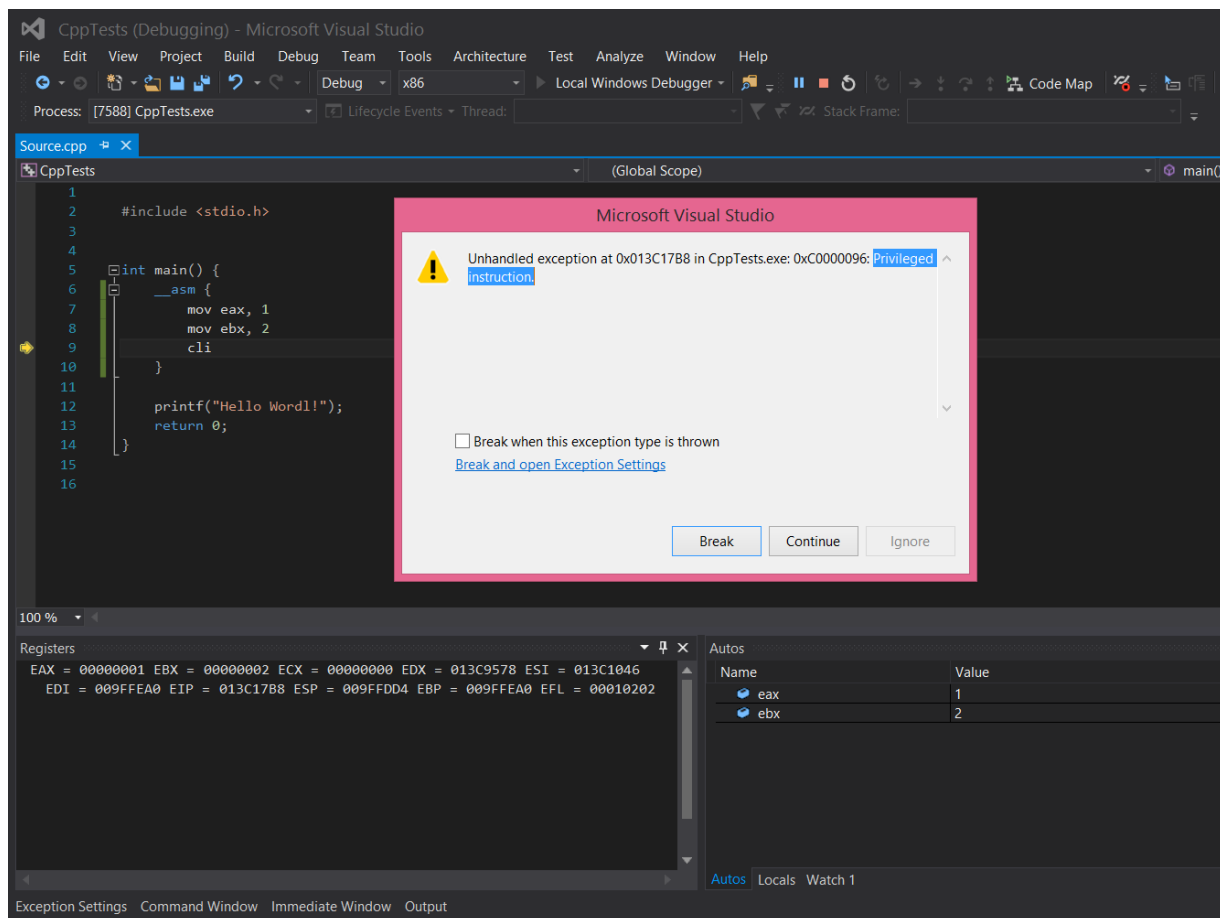 CppTests (Debugging) - Microsoft Visual Studio
File Edit View Project Build Debug Team Tools Architecture Test Analyze Window Help
Debug x86 Local Windows Debugger Code Map
Process: [7588] CppTests.exe Lifecycle Events Thread: Stack Frame:
Source.cpp
CppTests (Global Scope) main()
1
2 #include <stdio.h>
3
4
5 int main() {
6 __asm {
7 mov eax, 1
8 mov ebx, 2
9 cli
10 }
11
12 printf("Hello Wordl!");
13 return 0;
14 }
15
16
Microsoft Visual Studio
Unhandled exception at 0x013C17B8 in CppTests.exe: 0xC0000096: Privileged
instruction.
Break when this exception type is thrown
Break and open Exception Settings
Break Continue Ignore
100 %
Registers
EAX = 00000001 EBX = 00000002 ECX = 00000000 EDX = 013C9578 ESI = 013C1046
EDI = 009FFEA0 EIP = 013C17B8 ESP = 009FFDD4 EBP = 009FFEA0 EFL = 00010202
Autos
Name Value
eax 1
ebx 2
Autos Locals Watch 1
Exception Settings Command Window Immediate Window Output